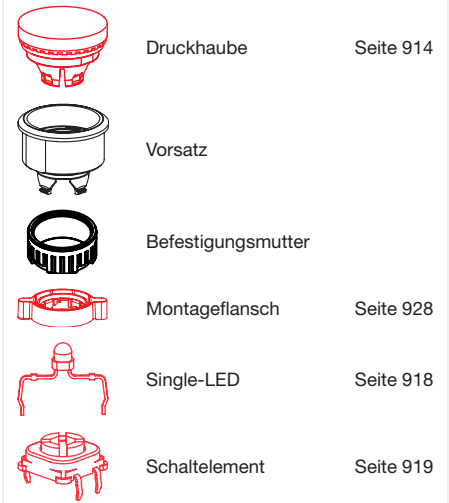 Druckhaube Seite 914
Vorsatz
Befestigungsmutter
Montageflansch Seite 928
Single-LED Seite 918
Schaltelement Seite 919